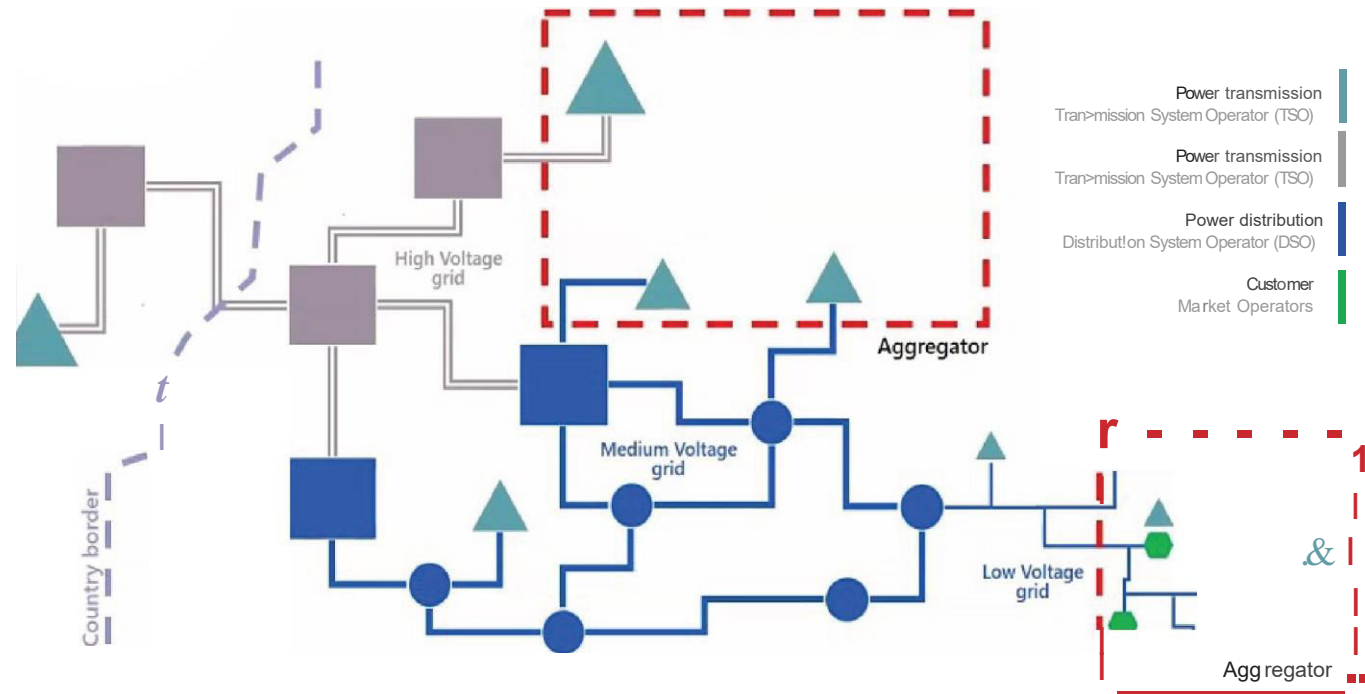 Power transmission
Tran>mission System Operator (TSO)
Power transmission
Tran>mission System Operator (TSO)
Power distribution
Distribut!on System Operator (DSO)
Customer
Market Operators
High Voltage
grid
Aggregator
t
Medium Voltage
grid
r
1
Country border
&
Low Voltage
grid
Agg regator